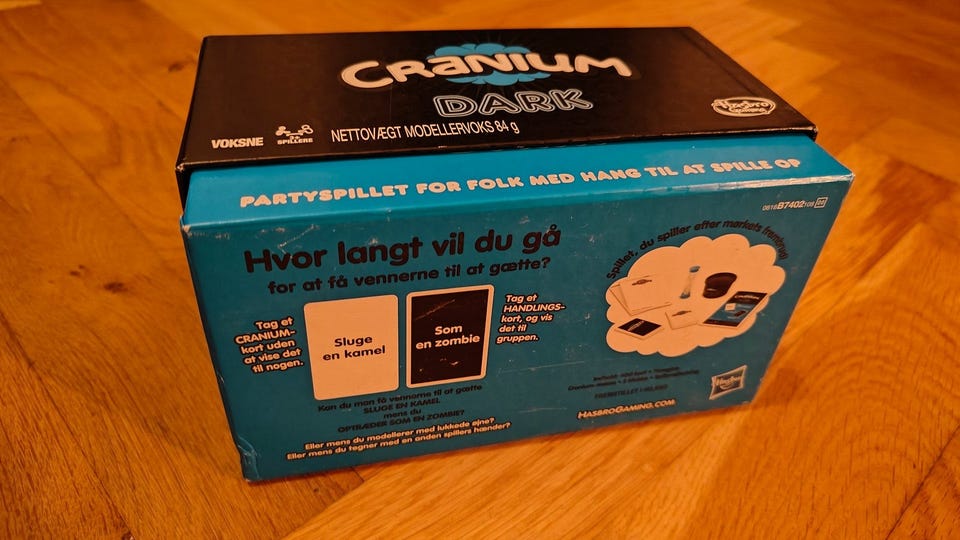 CRANIUM
DARK
Hasbro
Gaming
VOKSNE
SPILLERE
NETTOVÆGT MODELLERVOKS 84 g
PARTYSPILLET FOR FOLK MED HANG TIL AT SPILLE OP
0616B7402108
Hvor langt vil du gå
for at få vennerne til at gætte?
Tag et
CRANIUM-
kort uden
at vise det
til nogen.
Sluge
en kamel
Som
en zombie
Tag et
HANDLINGS-
kort, og vis
det til
gruppen.
Kan du man få vennerne til at gætte
SLUGE EN KAMEL
mens du
OPTRÆDER SOM EN ZOMBIE?
Eller mens du modellerer med lukkede øjne?
Eller mens du tegner med en anden spillers hænder?
Spillet, du spiller efter mørkets frembrud
Hasbro
HASBROGAMING.COM